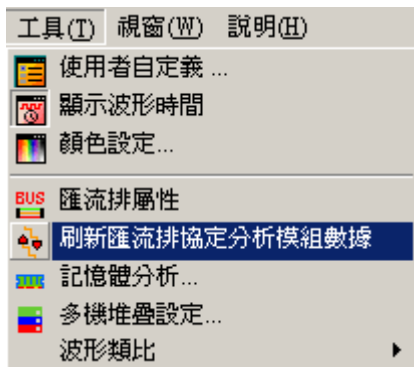 工具(T) 視窗(W) 說明(H)
使用者自定義 ...
顯示波形時間
顏色設定...
BUS 匯流排屬性
刷新匯流排協定分析模組數據
記憶體分析...
多機堆疊設定...
波形類比